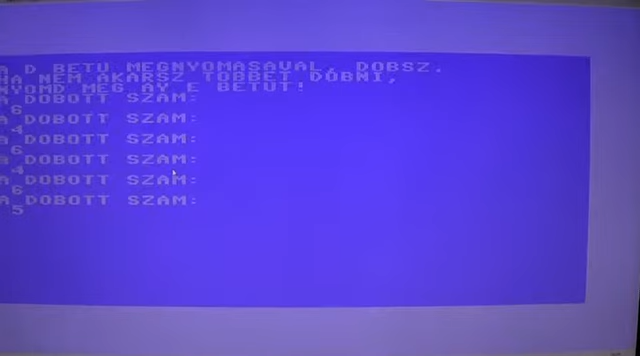 A D BETU MEGNYOMASAVAL, DOBSZ.
HA NEM AKARSZ TOBBET DOBNI,
NYOMD MEG AY E BETUT!
A DOBOTT SZAM:
6
A DOBOTT SZAM:
4
A DOBOTT SZAM:
6
A DOBOTT SZAM:
4
A DOBOTT SZAM:
6
A DOBOTT SZAM:
5